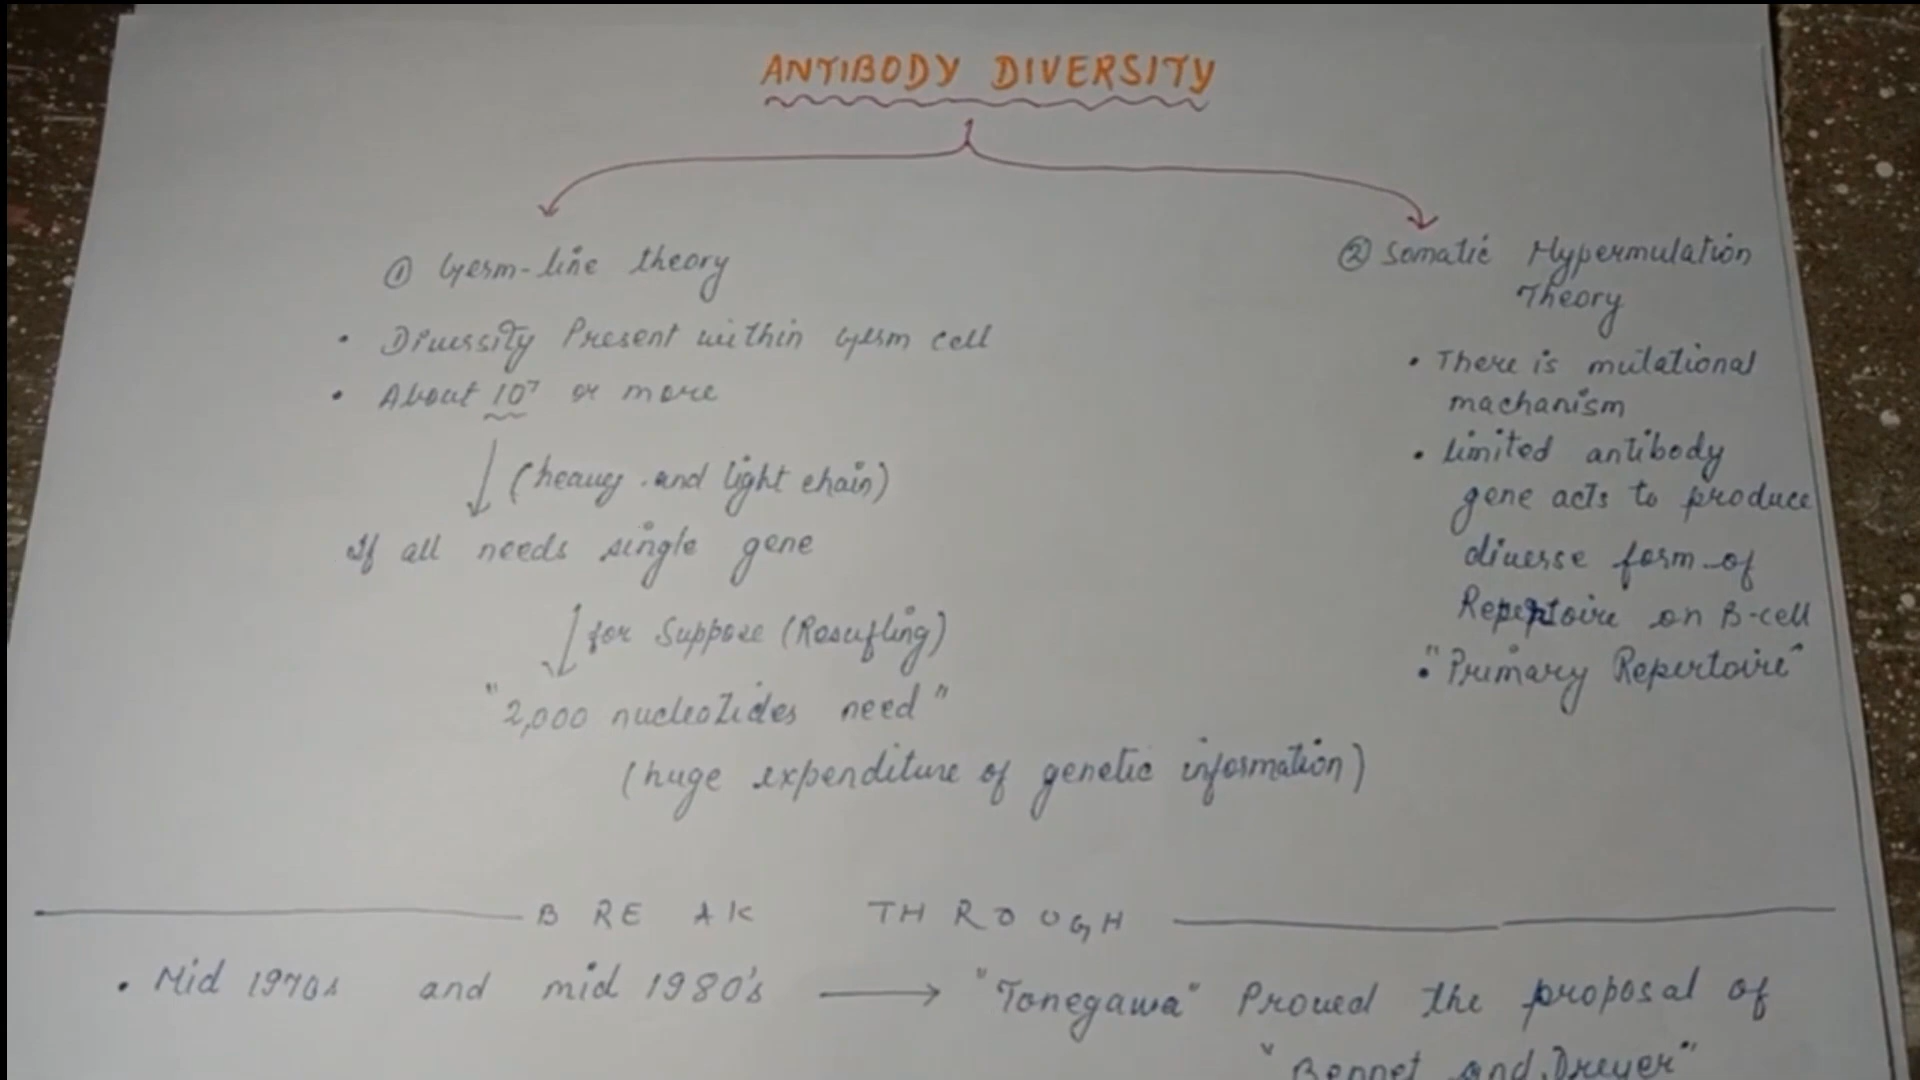 ANTIBODY DIVERSITY
① Germ-line theory
• Diversity Present within Germ cell
• About 10⁷ or more
(heavy and light chain)
If all needs single gene
for Suppose (Resufling)
"2,000 nucleotides need"
(huge expenditure of genetic information)
② Somatic Hypermutation
Theory
• There is mutational
machanism
• limited antibody
gene acts to produce
diverse form of
Repertoire on B-cell
• "Primary Repertoire"
BREAK THROUGH
• Mid 1970s and mid 1980's → "Tonegawa" Proved the proposal of
"Bennet and Dreyer"